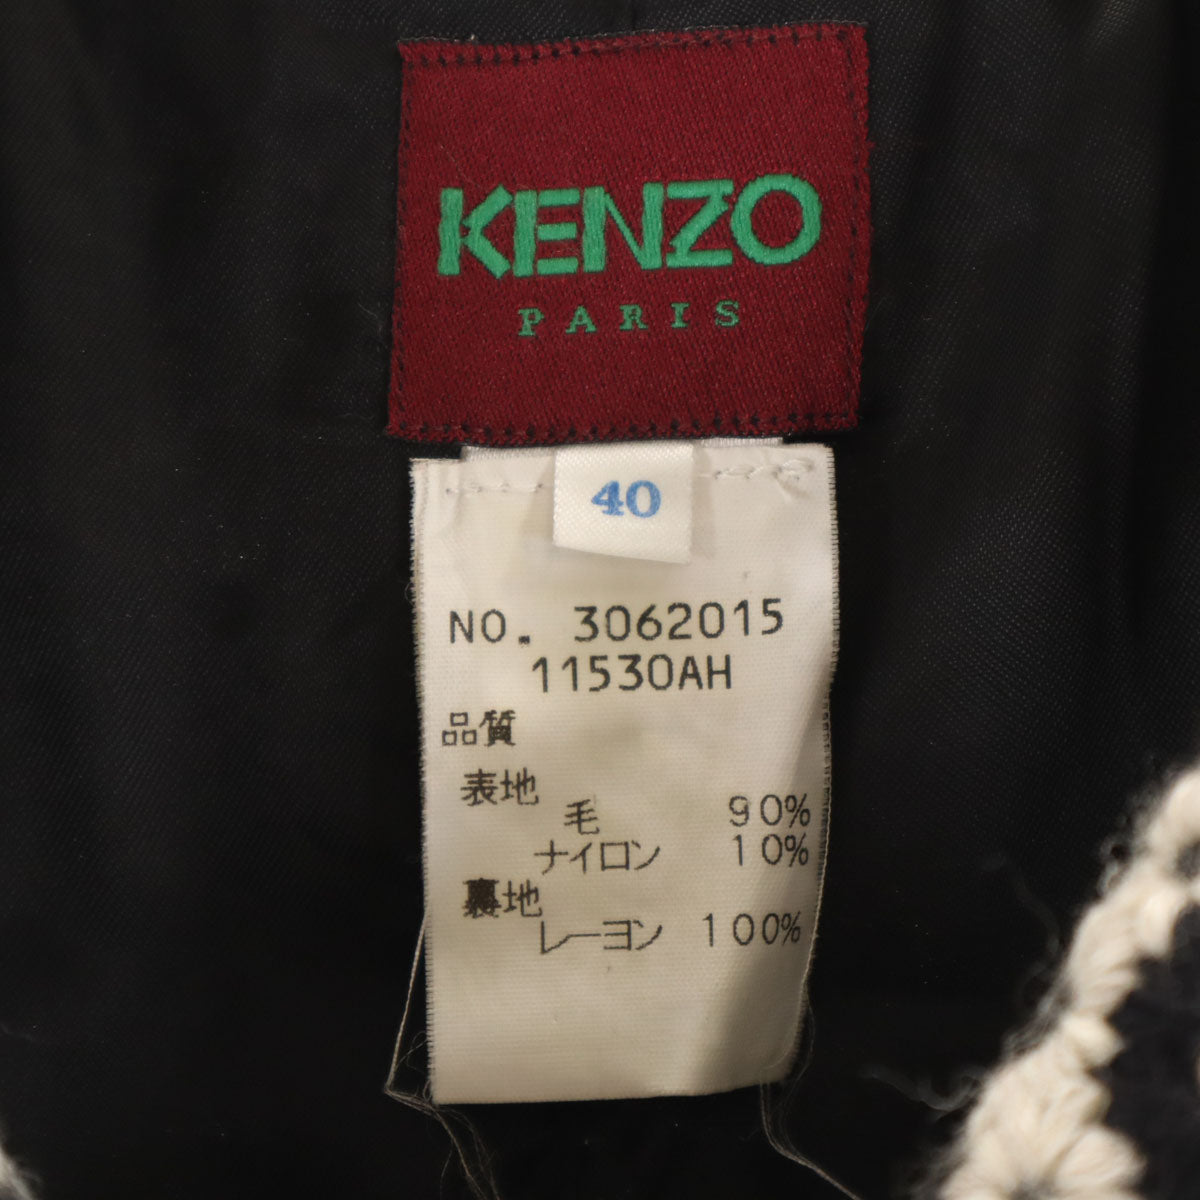 KENZO
PARIS
40
NO. 3062015
11530AH
品質
表地
毛 90%
ナイロン 10%
裏地
レーヨン 100%